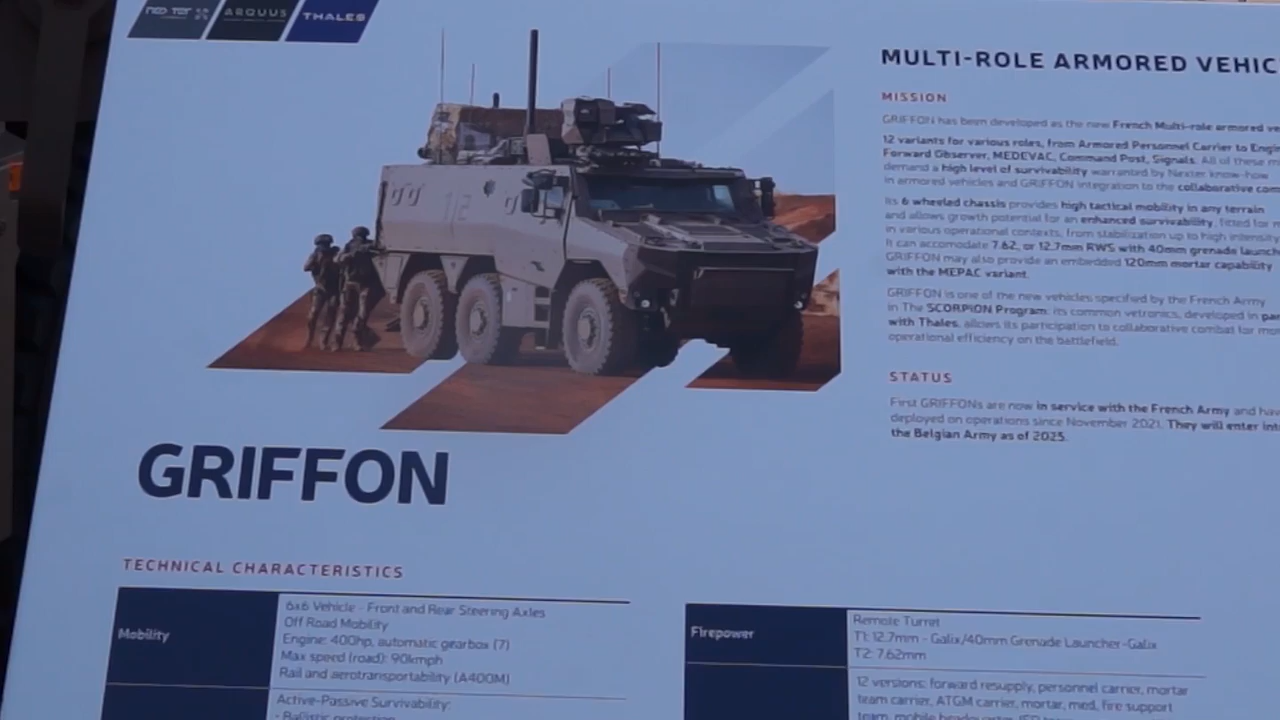 ARQUUS
THALES
MULTI-ROLE ARMORED VEHIC
MISSION
GRIFFON has been developed as the new French Multi-role armored ve
12 variants for various roles, from Armored Personnel Carrier to Engin
Forward Observer, MEDEVAC, Command Post, Signals. All of these m
demand a high level of survivability warranted by Nexter know-how
in armored vehicles and GRIFFON integration to the collaborative com
Its 6 wheeled chassis provides high tactical mobility in any terrain
and allows growth potential for an enhanced survivability, fitted for
in various operational contexts, from stabilization up to high intensity
It can accomodate 7.62, or 12.7mm RWS with 40mm grenade launch
GRIFFON may also provide an embedded 120mm mortar capability
with the MEPAC variant.
GRIFFON is one of the new vehicles specified by the French Army
in The SCORPION Program. Its common vetronics, developed in pa
with Thales, allows its participation to collaborative combat for mo
operational efficiency on the battlefield.
STATUS
First GRIFFONs are now in service with the French Army and hav
deployed on operations since November 2021. They will enter int
the Belgian Army as of 2025.
GRIFFON
TECHNICAL CHARACTERISTICS
Mobility
6x6 Vehicle - Front and Rear Steering Axles
Off Road Mobility
Engine: 400hp, automatic gearbox (7)
Max speed (road): 90kmph
Rail and aerotransportability (A400M)
Active-Passive Survivability:
- Ballistic protection
Firepower
Remote Turret
T1: 12.7mm - Galix/40mm Grenade Launcher-Galix
T2: 7.62mm
12 versions: forward resupply, personnel carrier, mortar
team carrier, ATGM carrier, mortar, med, fire support
team, mobile headquarter,